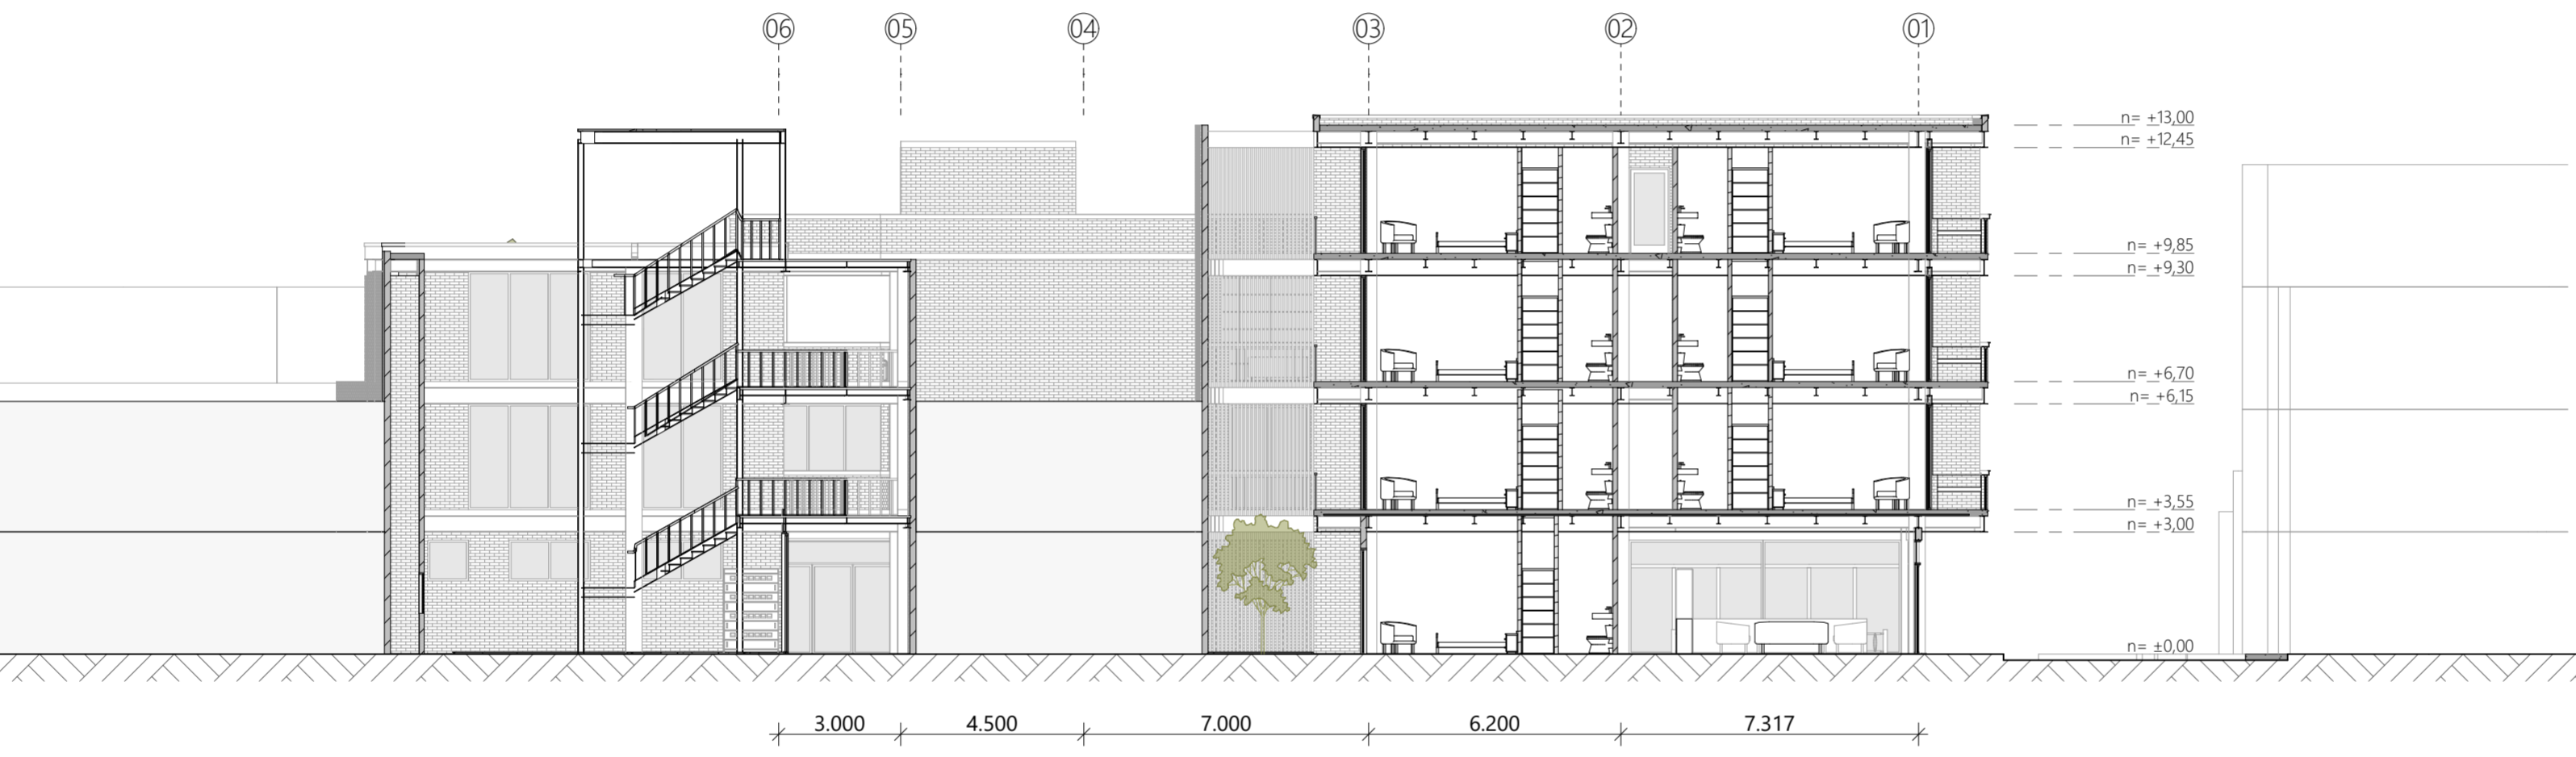 06 05 04 03 02 01
n= +13,00
n= +12,45
n= +9,85
n= +9,30
n= +6,70
n= +6,15
n= +3,55
n= +3,00
n= ±0,00
3.000 4.500 7.000 6.200 7.317